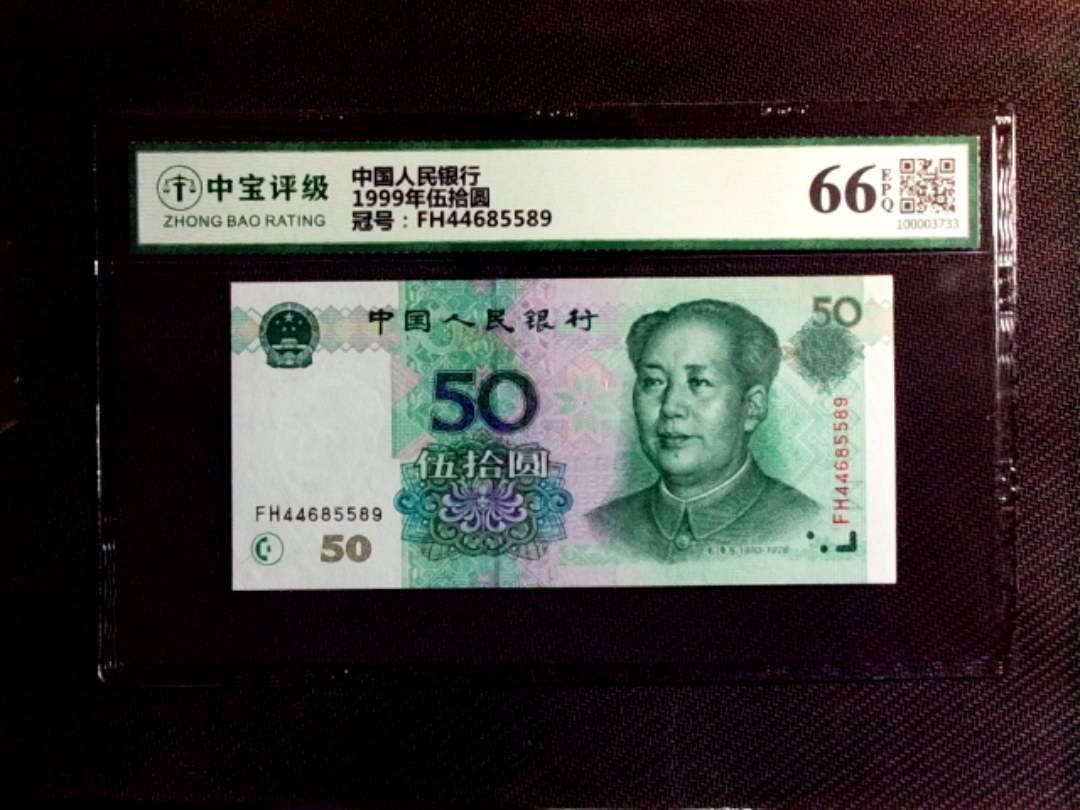 中宝评级
ZHONG BAO RATING
中国人民银行
1999年伍拾圆
冠号：FH44685589
66
EPQ
100003733
中国人民银行
50
50
伍拾圆
FH44685589
50
FH44685589
1893-1976